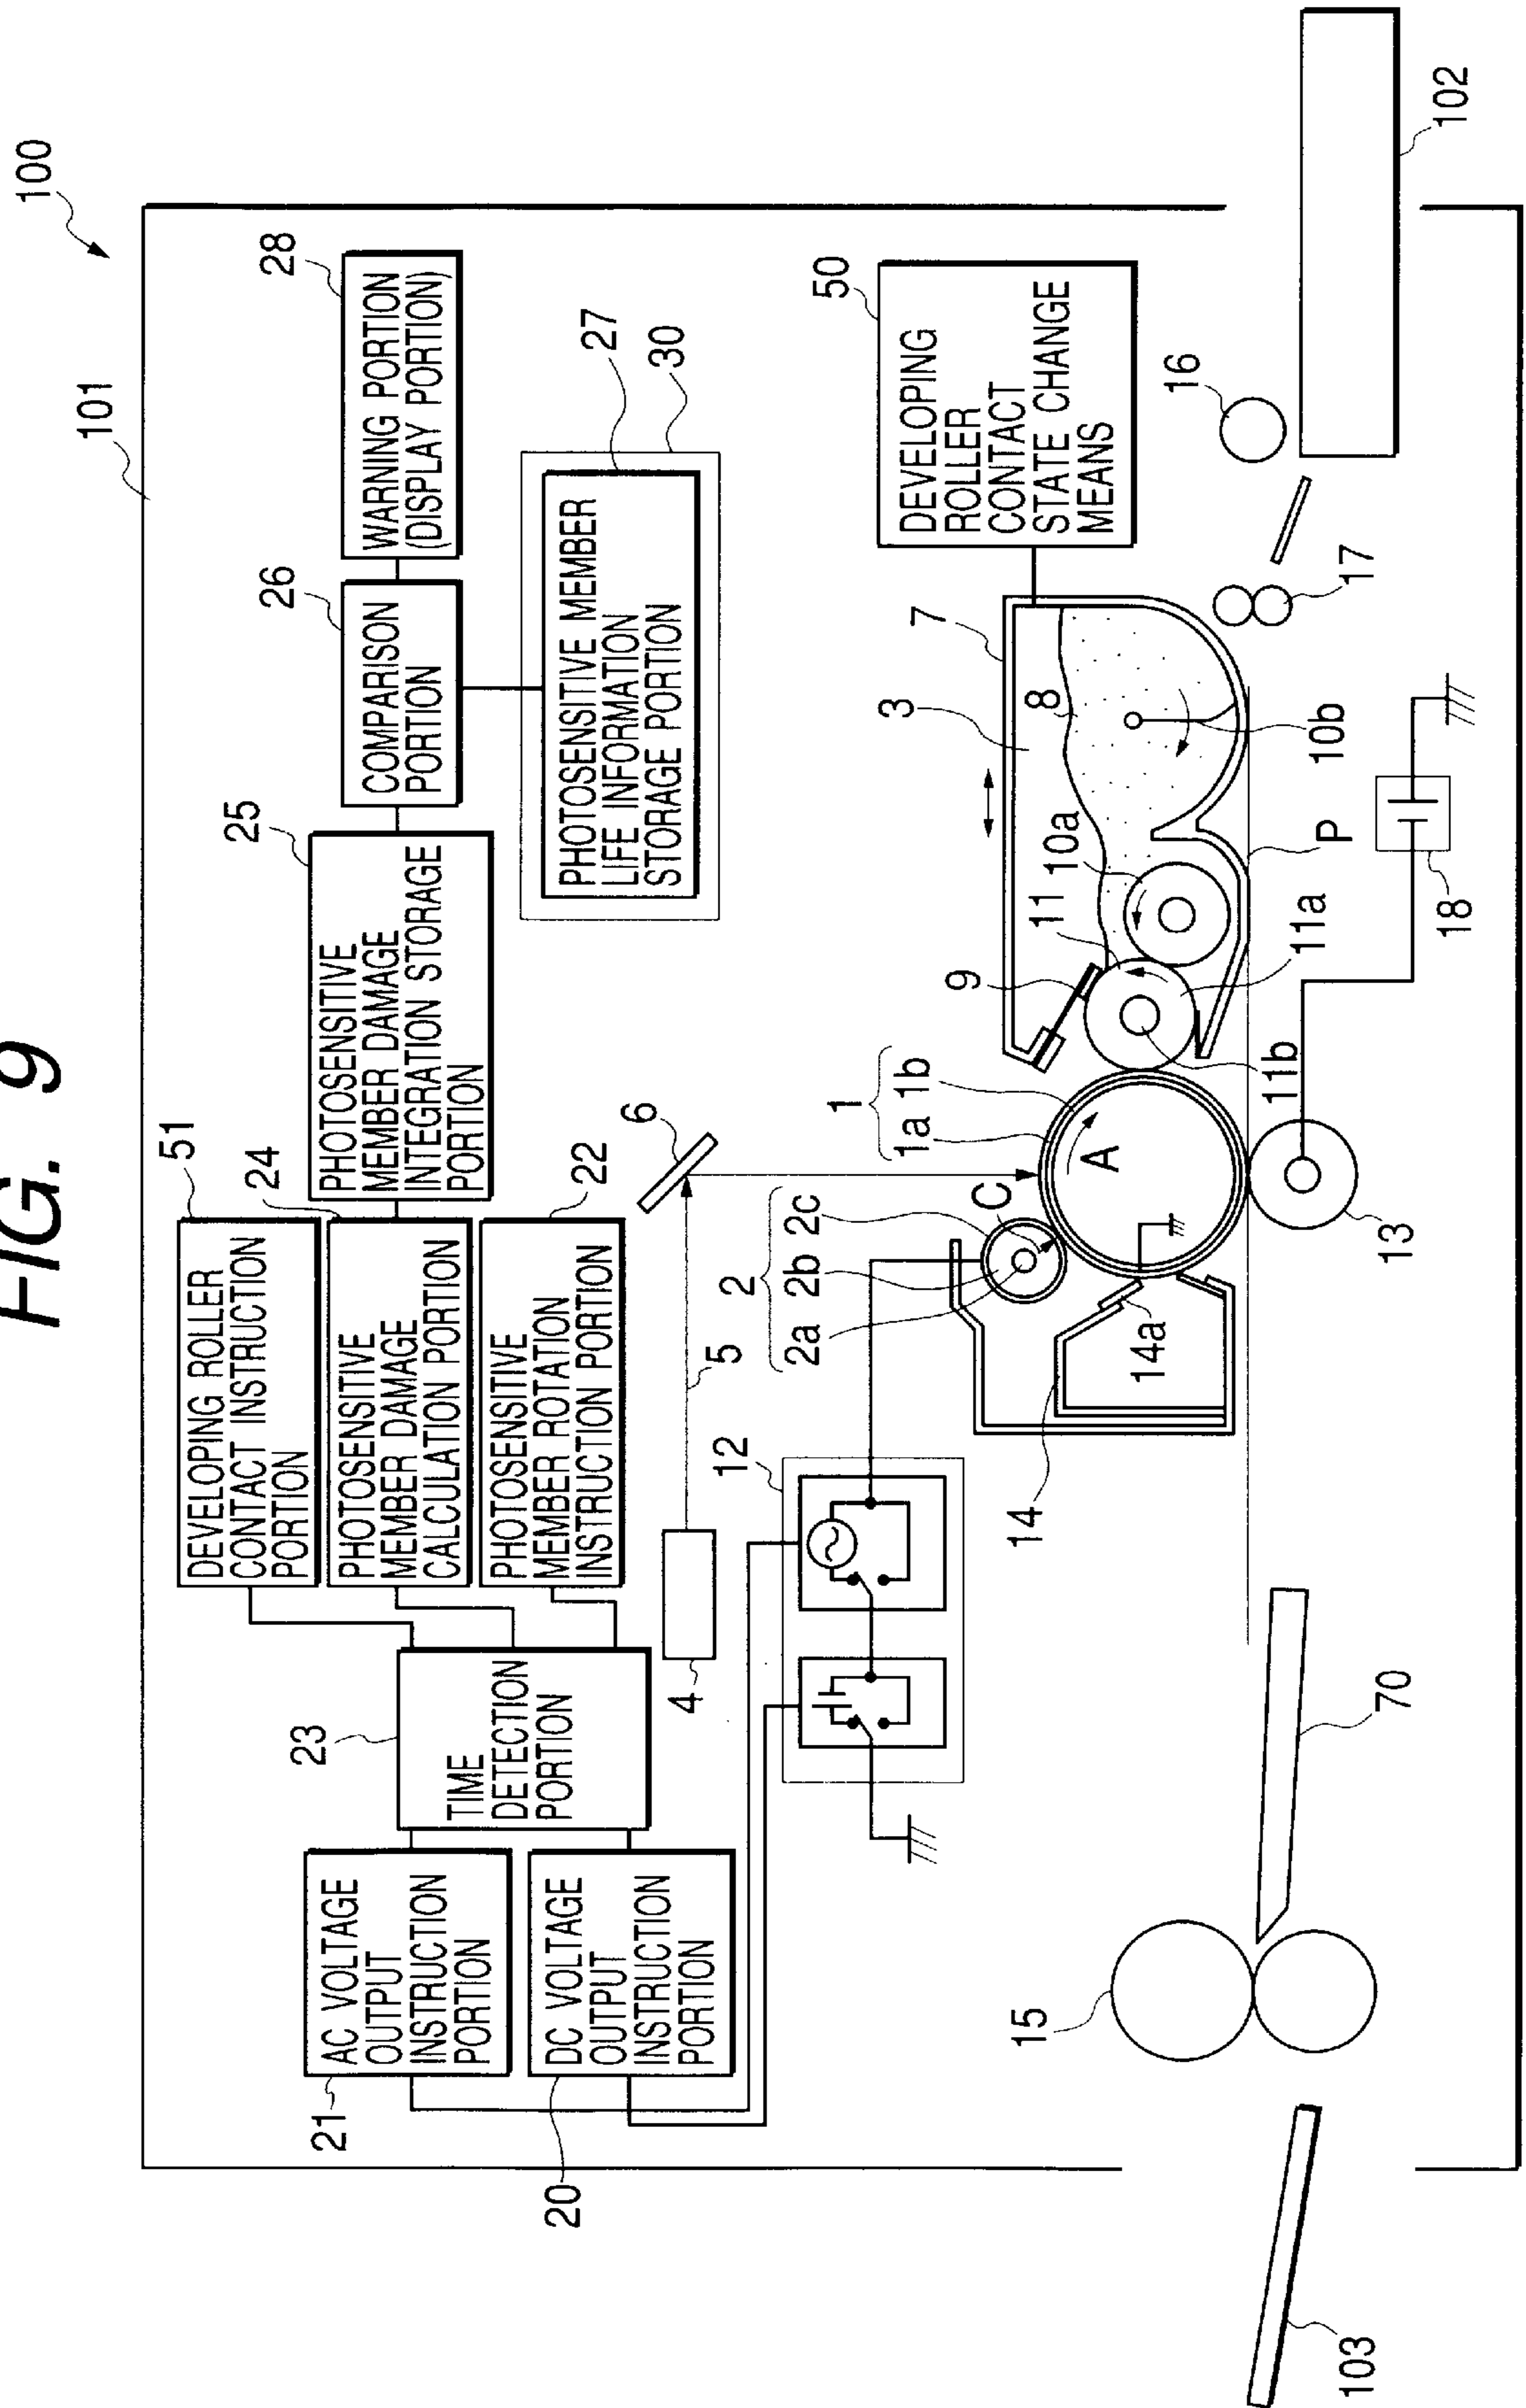 FIG. 9
100
101
51
DEVELOPING ROLLER
CONTACT INSTRUCTION
PORTION
24
PHOTOSENSITIVE
MEMBER DAMAGE
CALCULATION PORTION
22
PHOTOSENSITIVE
MEMBER ROTATION
INSTRUCTION PORTION
21
AC VOLTAGE
OUTPUT
INSTRUCTION
PORTION
20
DC VOLTAGE
OUTPUT
INSTRUCTION
PORTION
23
TIME
DETECTION
PORTION
25
PHOTOSENSITIVE
MEMBER DAMAGE
INTEGRATION STORAGE
PORTION
26
COMPARISON
PORTION
28
WARNING PORTION
(DISPLAY PORTION)
27
30
PHOTOSENSITIVE MEMBER
LIFE INFORMATION
STORAGE PORTION
50
DEVELOPING
ROLLER
CONTACT
STATE CHANGE
MEANS
4
5
6
12
2
2a 2b 2c
C
1
1a 1b
A
9
11
10a
3
8
7
10b
11b
11a
P
16
17
102
14
14a
13
18
15
70
103